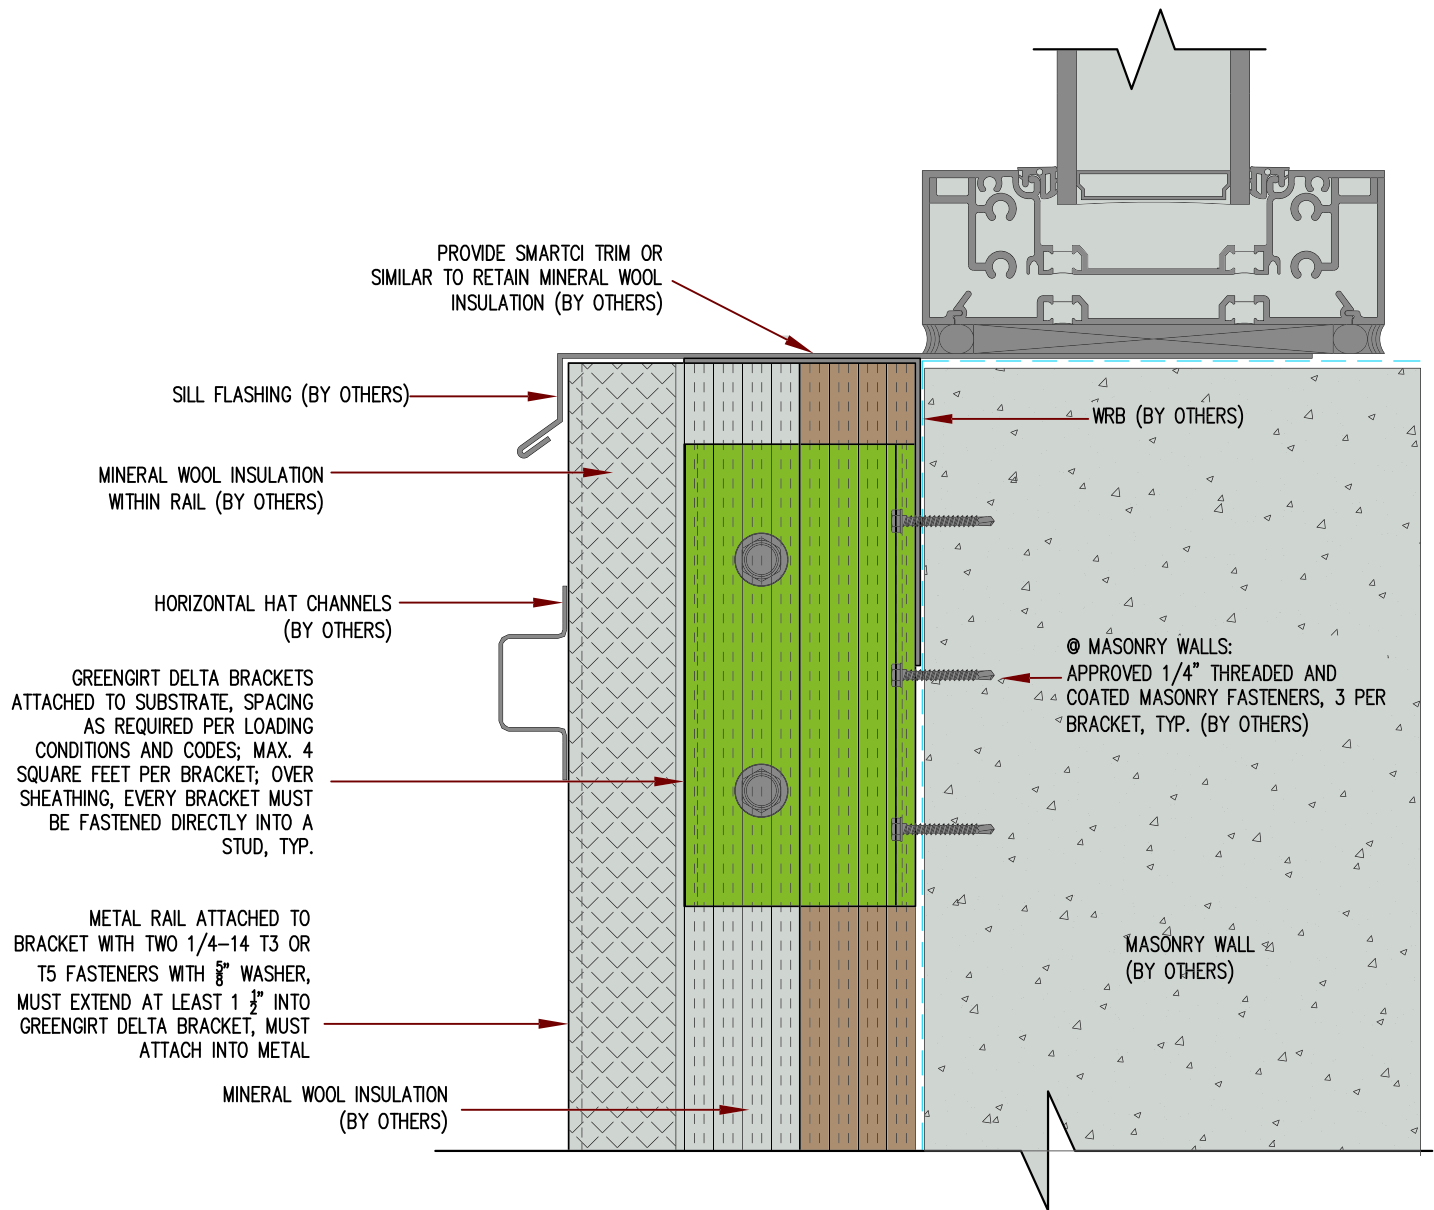 PROVIDE SMARTCI TRIM OR
SIMILAR TO RETAIN MINERAL WOOL
INSULATION (BY OTHERS)
SILL FLASHING (BY OTHERS)
WRB (BY OTHERS)
MINERAL WOOL INSULATION
WITHIN RAIL (BY OTHERS)
HORIZONTAL HAT CHANNELS
(BY OTHERS)
@ MASONRY WALLS:
APPROVED 1/4" THREADED AND
COATED MASONRY FASTENERS, 3 PER
BRACKET, TYP. (BY OTHERS)
GREENGIRT DELTA BRACKETS
ATTACHED TO SUBSTRATE, SPACING
AS REQUIRED PER LOADING
CONDITIONS AND CODES; MAX. 4
SQUARE FEET PER BRACKET; OVER
SHEATHING, EVERY BRACKET MUST
BE FASTENED DIRECTLY INTO A
STUD, TYP.
METAL RAIL ATTACHED TO
BRACKET WITH TWO 1/4-14 T3 OR
T5 FASTENERS WITH 5/8" WASHER,
MUST EXTEND AT LEAST 1 1/2" INTO
GREENGIRT DELTA BRACKET, MUST
ATTACH INTO METAL
MASONRY WALL
(BY OTHERS)
MINERAL WOOL INSULATION
(BY OTHERS)